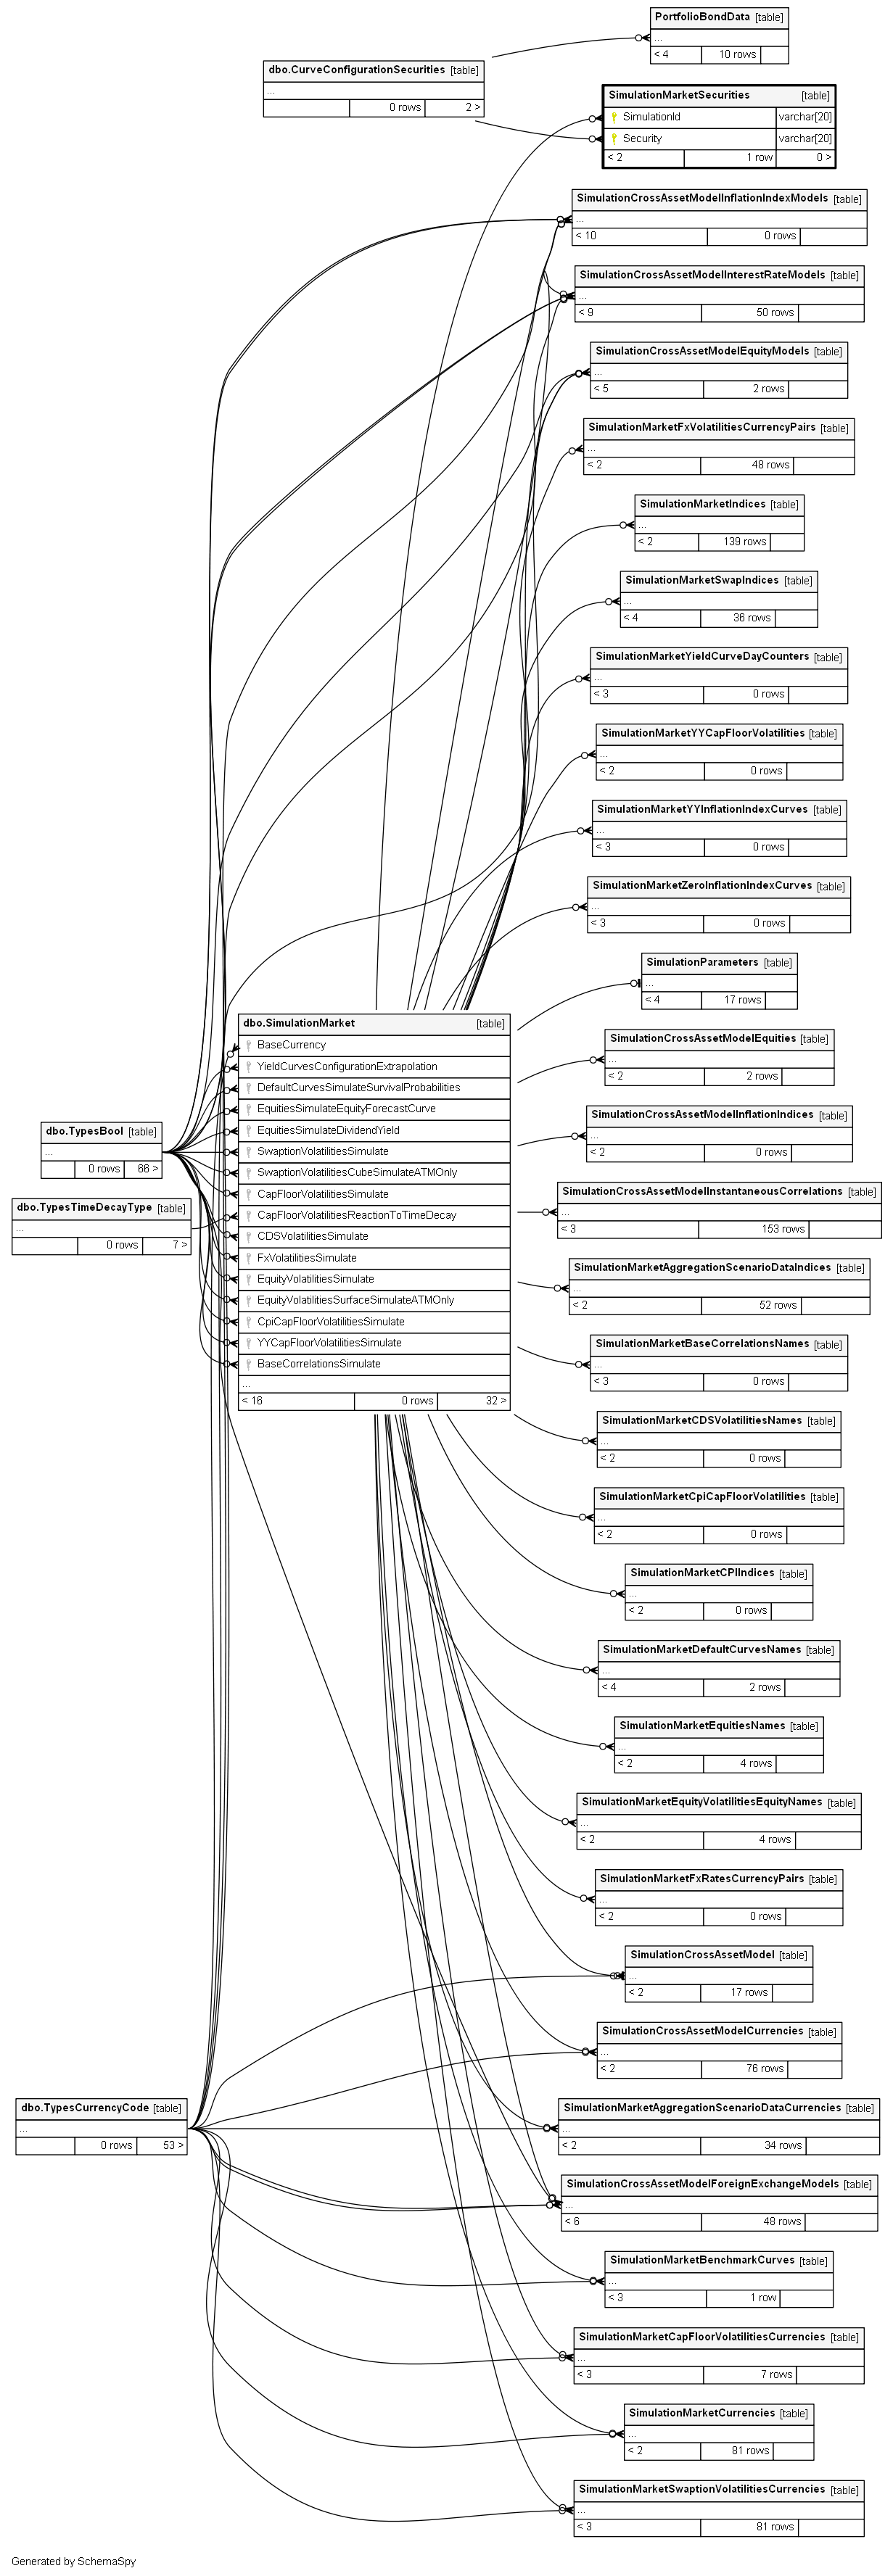 PortfolioBondData [table]
...
< 4 10 rows
dbo.CurveConfigurationSecurities [table]
...
0 rows 2 >
SimulationMarketSecurities [table]
SimulationId varchar[20]
Security varchar[20]
< 2 1 row 0 >
SimulationCrossAssetModelInflationIndexModels [table]
...
< 10 0 rows
SimulationCrossAssetModelInterestRateModels [table]
...
< 9 50 rows
SimulationCrossAssetModelEquityModels [table]
...
< 5 2 rows
SimulationMarketFxVolatilitiesCurrencyPairs [table]
...
< 2 48 rows
SimulationMarketIndices [table]
...
< 2 139 rows
SimulationMarketSwapIndices [table]
...
< 4 36 rows
SimulationMarketYieldCurveDayCounters [table]
...
< 3 0 rows
SimulationMarketYYCapFloorVolatilities [table]
...
< 2 0 rows
SimulationMarketYYInflationIndexCurves [table]
...
< 3 0 rows
SimulationMarketZeroInflationIndexCurves [table]
...
< 3 0 rows
SimulationParameters [table]
...
< 4 17 rows
dbo.SimulationMarket [table]
BaseCurrency
YieldCurvesConfigurationExtrapolation
DefaultCurvesSimulateSurvivalProbabilities
EquitiesSimulateEquityForecastCurve
EquitiesSimulateDividendYield
SwaptionVolatilitiesSimulate
SwaptionVolatilitiesCubeSimulateATMOnly
CapFloorVolatilitiesSimulate
CapFloorVolatilitiesReactionToTimeDecay
CDSVolatilitiesSimulate
FxVolatilitiesSimulate
EquityVolatilitiesSimulate
EquityVolatilitiesSurfaceSimulateATMOnly
CpiCapFloorVolatilitiesSimulate
YYCapFloorVolatilitiesSimulate
BaseCorrelationsSimulate
...
< 16 0 rows 32 >
dbo.TypesBool [table]
...
0 rows 66 >
dbo.TypesTimeDecayType [table]
...
0 rows 7 >
SimulationCrossAssetModelEquities [table]
...
< 2 2 rows
SimulationCrossAssetModelInflationIndices [table]
...
< 2 0 rows
SimulationCrossAssetModelInstantaneousCorrelations [table]
...
< 3 153 rows
SimulationMarketAggregationScenarioDataIndices [table]
...
< 2 52 rows
SimulationMarketBaseCorrelationsNames [table]
...
< 3 0 rows
SimulationMarketCDSVolatilitiesNames [table]
...
< 2 0 rows
SimulationMarketCpiCapFloorVolatilities [table]
...
< 2 0 rows
SimulationMarketCPIIndices [table]
...
< 2 0 rows
SimulationMarketDefaultCurvesNames [table]
...
< 4 2 rows
SimulationMarketEquitiesNames [table]
...
< 2 4 rows
SimulationMarketEquityVolatilitiesEquityNames [table]
...
< 2 4 rows
SimulationMarketFxRatesCurrencyPairs [table]
...
< 2 0 rows
SimulationCrossAssetModel [table]
...
< 2 17 rows
SimulationCrossAssetModelCurrencies [table]
...
< 2 76 rows
dbo.TypesCurrencyCode [table]
...
0 rows 53 >
SimulationMarketAggregationScenarioDataCurrencies [table]
...
< 2 34 rows
SimulationCrossAssetModelForeignExchangeModels [table]
...
< 6 48 rows
SimulationMarketBenchmarkCurves [table]
...
< 3 1 row
SimulationMarketCapFloorVolatilitiesCurrencies [table]
...
< 3 7 rows
SimulationMarketCurrencies [table]
...
< 2 81 rows
SimulationMarketSwaptionVolatilitiesCurrencies [table]
...
< 3 81 rows
Generated by SchemaSpy